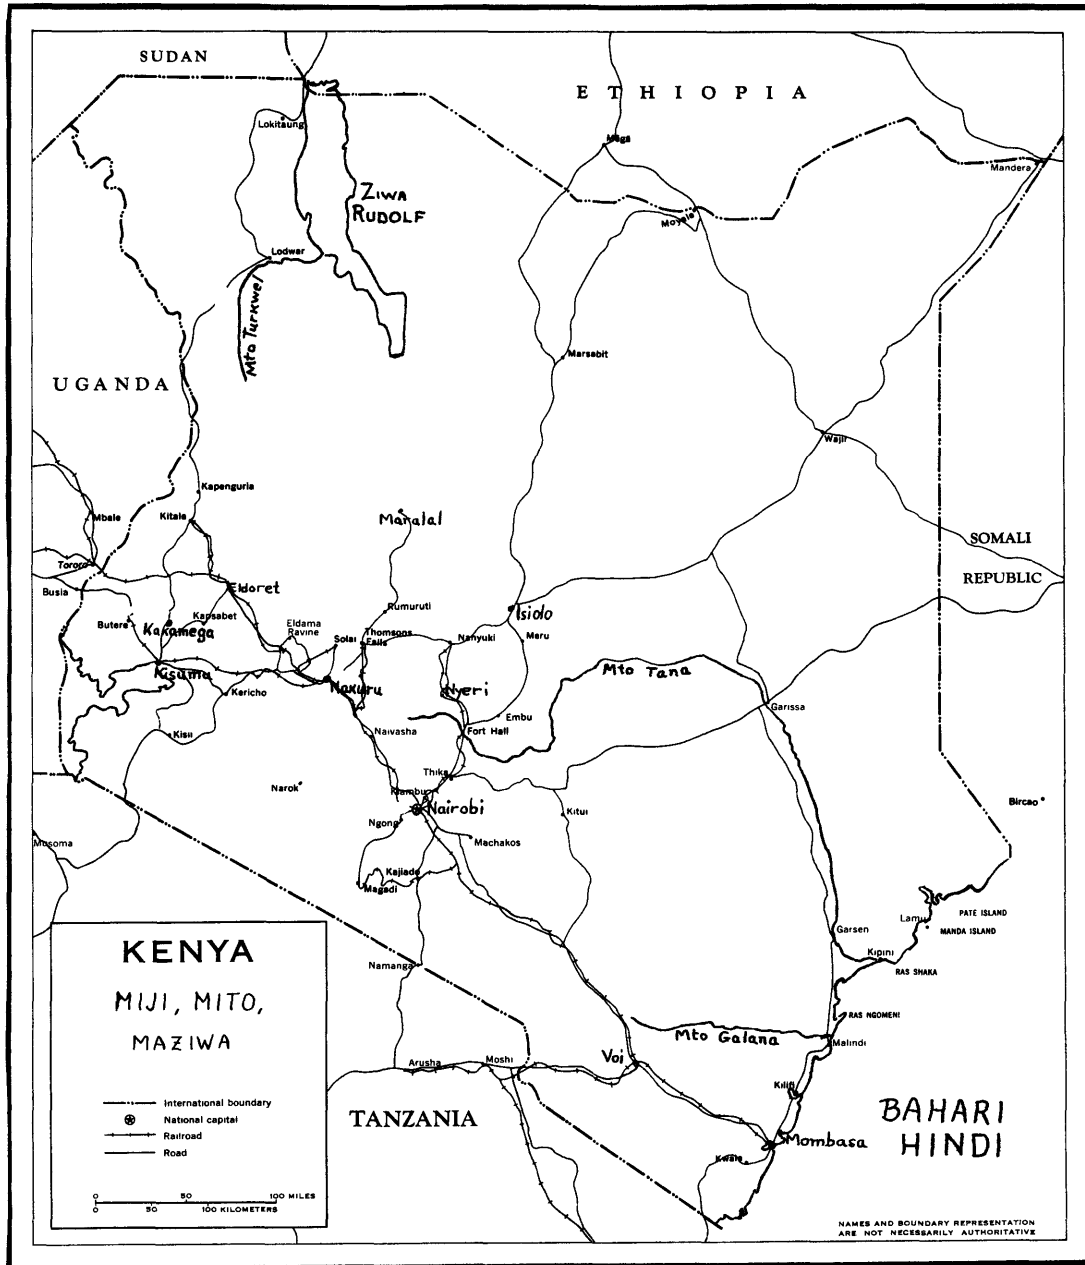 SUDAN
ETHIOPIA
Lokitaung
Mega
Mandera
ZIWA
RUDOLF
Moyale
Lodwar
Mto Turkwel
Marsabit
UGANDA
Wajir
Kapenguria
Mbale
Kitale
Maralal
SOMALI
REPUBLIC
Tororo
Busia
Eldoret
Isiolo
Rumuruti
Butere
Kakamega
Kapsabet
Eldama
Ravine
Solai
Thomsons
Falls
Nanyuki
Meru
Kisumu
Mto Tana
Kericho
Nakuru
Nyeri
Garissa
Embu
Kisii
Naivasha
Fort Hall
Narok
Thika
Kiambu
Nairobi
Bircao
Ngong
Kitui
Musoma
Machakos
Kajiado
Magadi
Lamu
PATE ISLAND
MANDA ISLAND
Garsen
Kipini
RAS SHAKA
Namanga
RAS NGOMENI
Mto Galana
Malindi
Voi
Arusha
Moshi
Kilifi
TANZANIA
BAHARI
HINDI
Mombasa
Kwale
KENYA
MIJI, MITO,
MAZIWA
International boundary
National capital
Railroad
Road
0 50 100 MILES
0 50 100 KILOMETERS
NAMES AND BOUNDARY REPRESENTATION
ARE NOT NECESSARILY AUTHORITATIVE